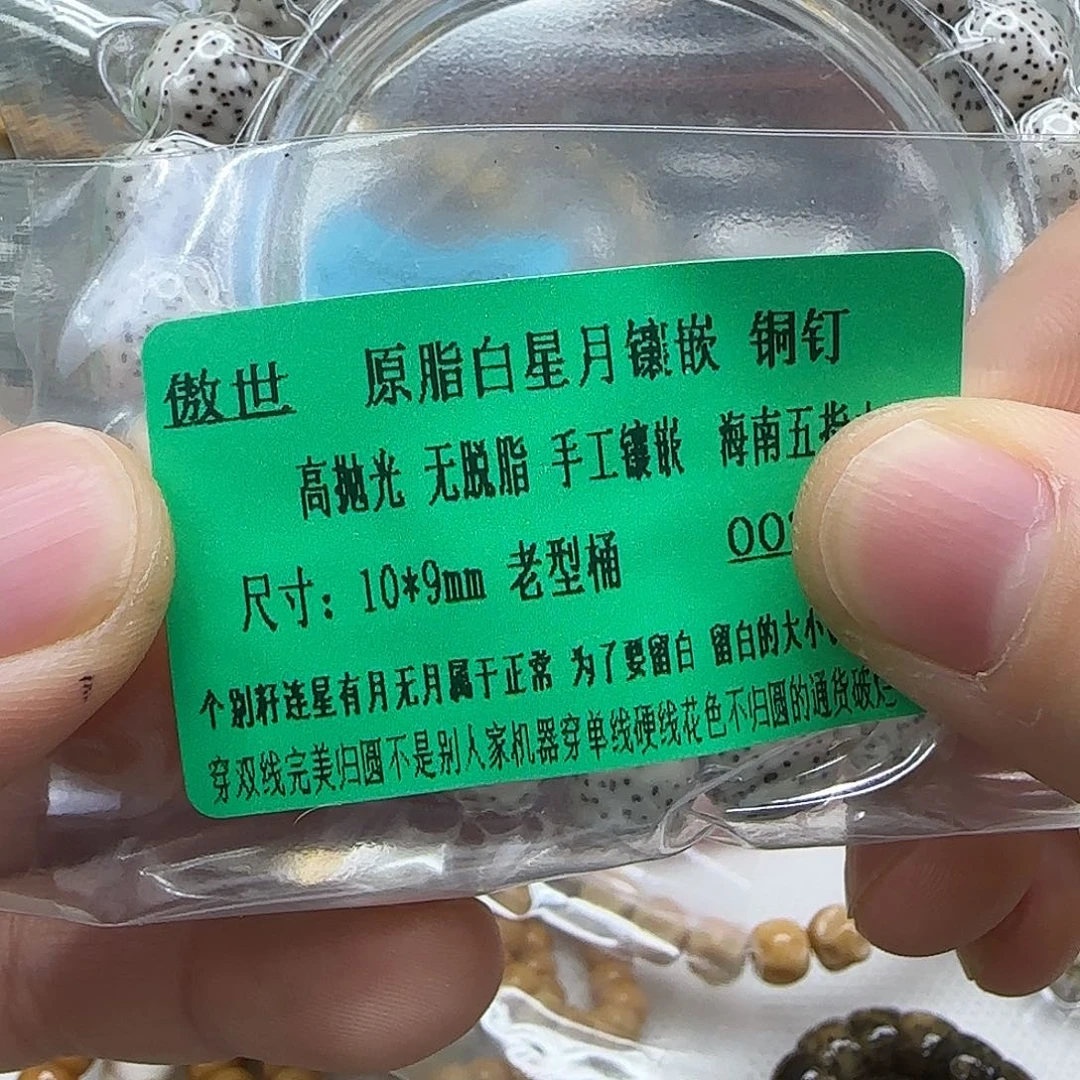 傲世 原脂白星月镶嵌 铜钉
高抛光 无脱脂 手工镶嵌 海南五指
尺寸：10*9mm 老型桶 00
个别籽连星有月无月属于正常 为了要留白 留白的大小
穿双线完美归圆不是别人家机器穿单线硬线花色不归圆的通货破烂